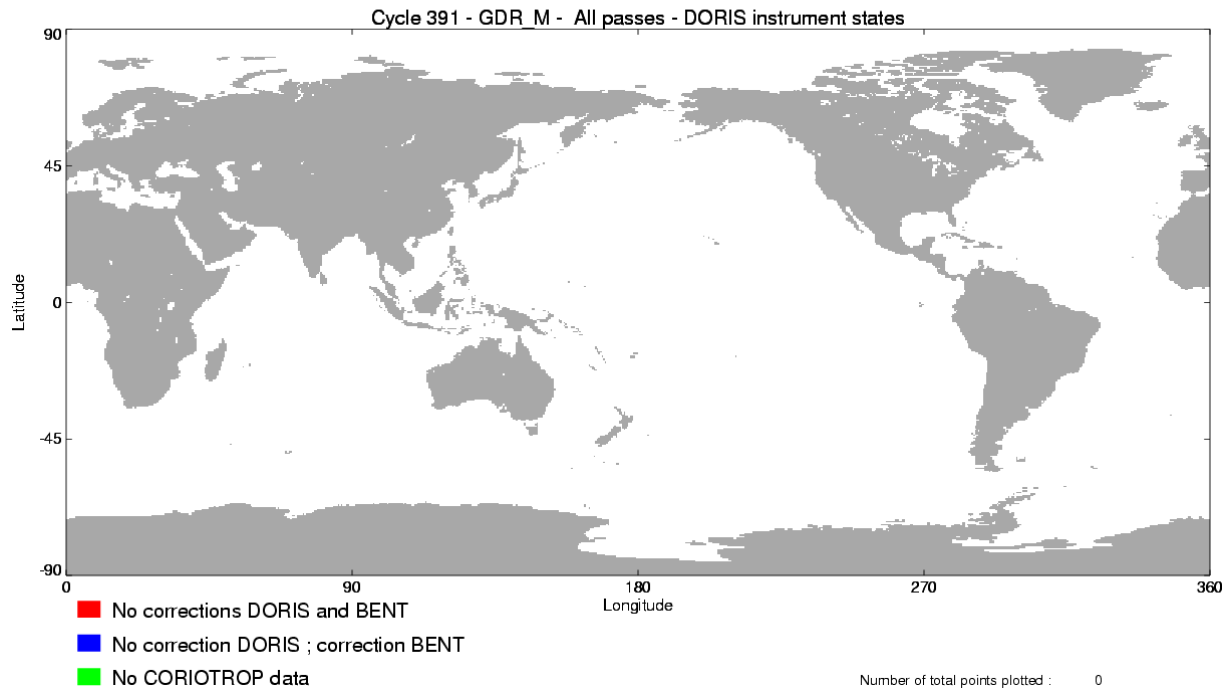 Cycle 391 - GDR_M - All passes - DORIS instrument states
90
45
0
-45
-90
Latitude
0 90 180 270 360
Longitude
No corrections DORIS and BENT
No correction DORIS ; correction BENT
No CORIOTROP data
Number of total points plotted : 0